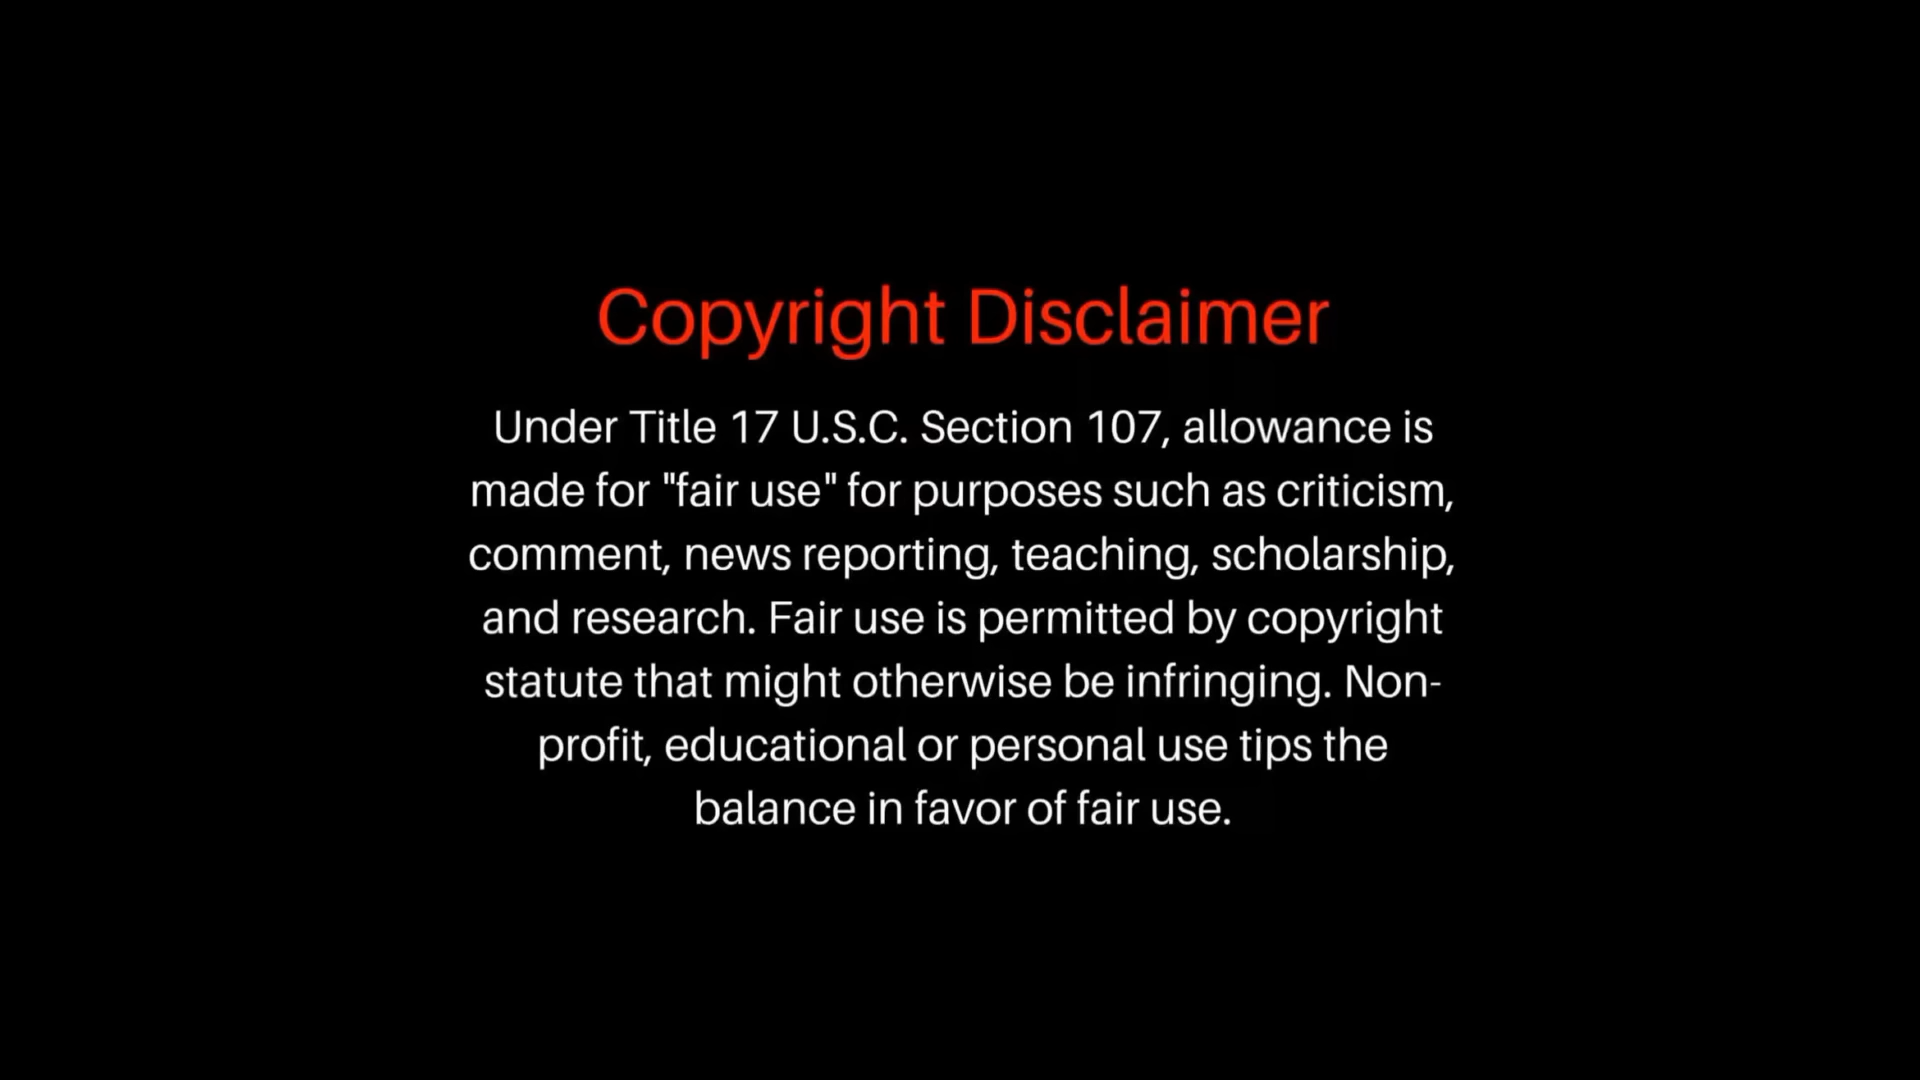 Copyright Disclaimer
Under Title 17 U.S.C. Section 107, allowance is
made for "fair use" for purposes such as criticism,
comment, news reporting, teaching, scholarship,
and research. Fair use is permitted by copyright
statute that might otherwise be infringing. Non-
profit, educational or personal use tips the
balance in favor of fair use.